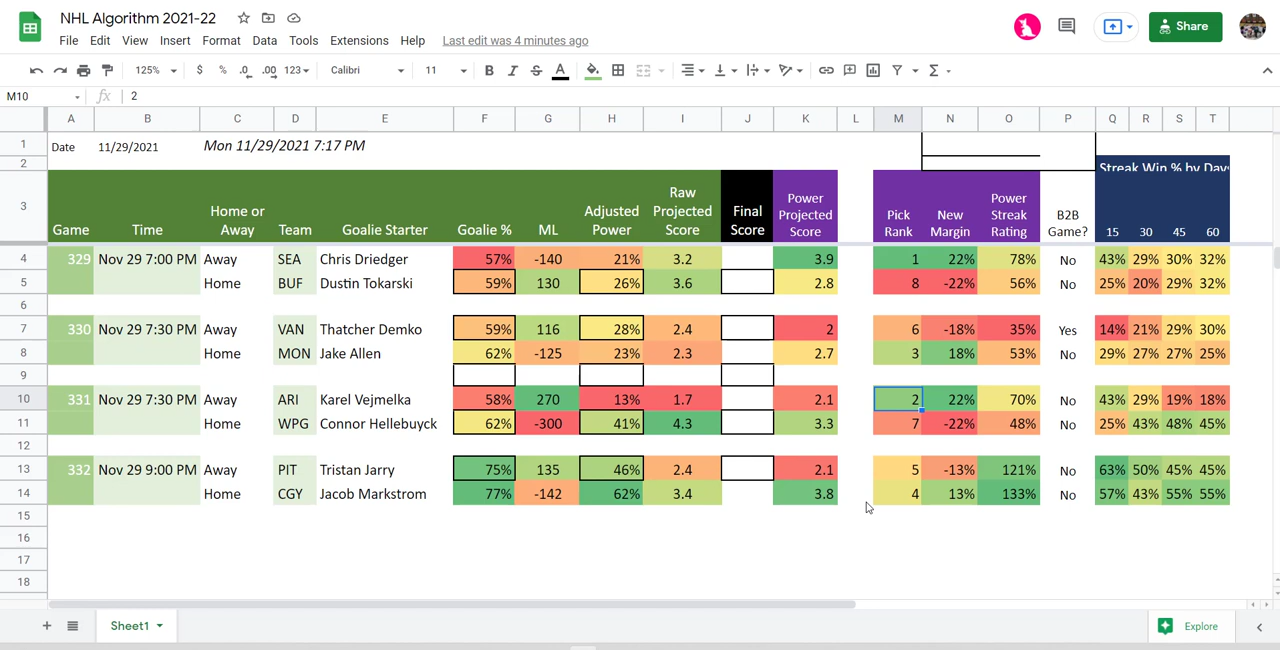 NHL Algorithm 2021-22
File Edit View Insert Format Data Tools Extensions Help Last edit was 4 minutes ago
Share
125% $ % .0 .00 123 Calibri 11 B I S A
M10 fx 2
A B C D E F G H I J K L M N O P Q R S T
1 Date 11/29/2021 Mon 11/29/2021 7:17 PM
2 Streak Win % by Days
3 Game Time Home or Away Team Goalie Starter Goalie % ML Adjusted Power Raw Projected Score Final Score Power Projected Score Pick Rank New Margin Power Streak Rating B2B Game? 15 30 45 60
4 329 Nov 29 7:00 PM Away SEA Chris Driedger 57% -140 21% 3.2 3.9 1 22% 78% No 43% 29% 30% 32%
5 Home BUF Dustin Tokarski 59% 130 26% 3.6 2.8 8 -22% 56% No 25% 20% 29% 32%
6
7 330 Nov 29 7:30 PM Away VAN Thatcher Demko 59% 116 28% 2.4 2 6 -18% 35% Yes 14% 21% 29% 30%
8 Home MON Jake Allen 62% -125 23% 2.3 2.7 3 18% 53% No 29% 27% 27% 25%
9
10 331 Nov 29 7:30 PM Away ARI Karel Vejmelka 58% 270 13% 1.7 2.1 2 22% 70% No 43% 29% 19% 18%
11 Home WPG Connor Hellebuyck 62% -300 41% 4.3 3.3 7 -22% 48% No 25% 43% 48% 45%
12
13 332 Nov 29 9:00 PM Away PIT Tristan Jarry 75% 135 46% 2.4 2.1 5 -13% 121% No 63% 50% 45% 45%
14 Home CGY Jacob Markstrom 77% -142 62% 3.4 3.8 4 13% 133% No 57% 43% 55% 55%
15
16
17
18
Sheet1 Explore